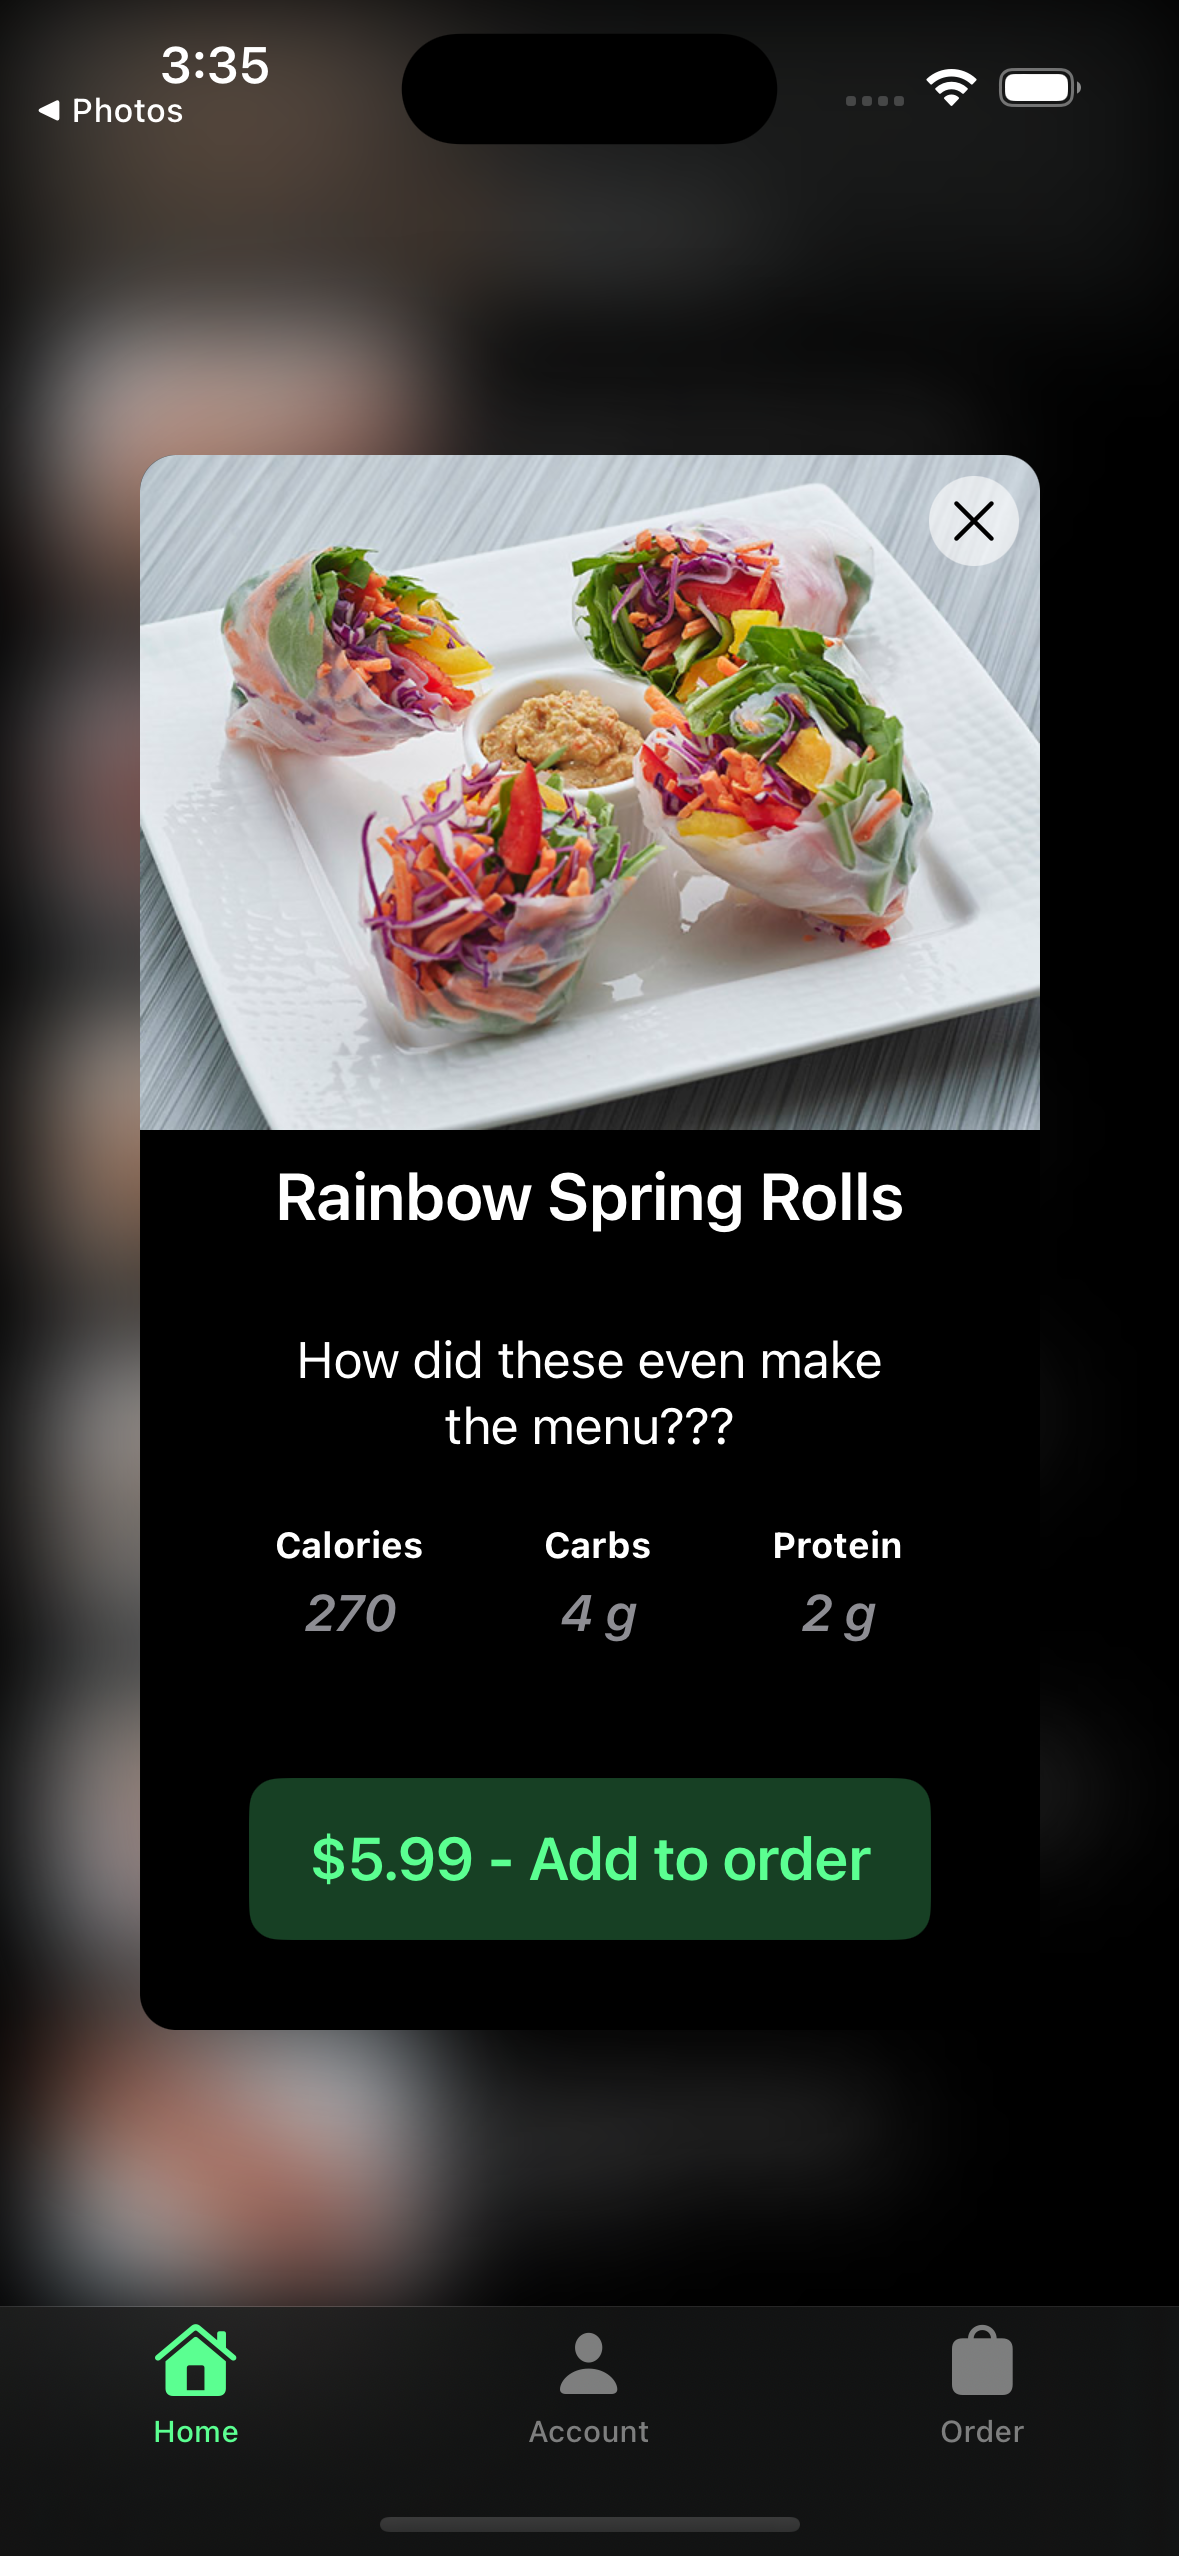 3:35
Photos
Rainbow Spring Rolls
How did these even make
the menu???
Calories Carbs Protein
270 4 g 2 g
$5.99 - Add to order
Home Account Order